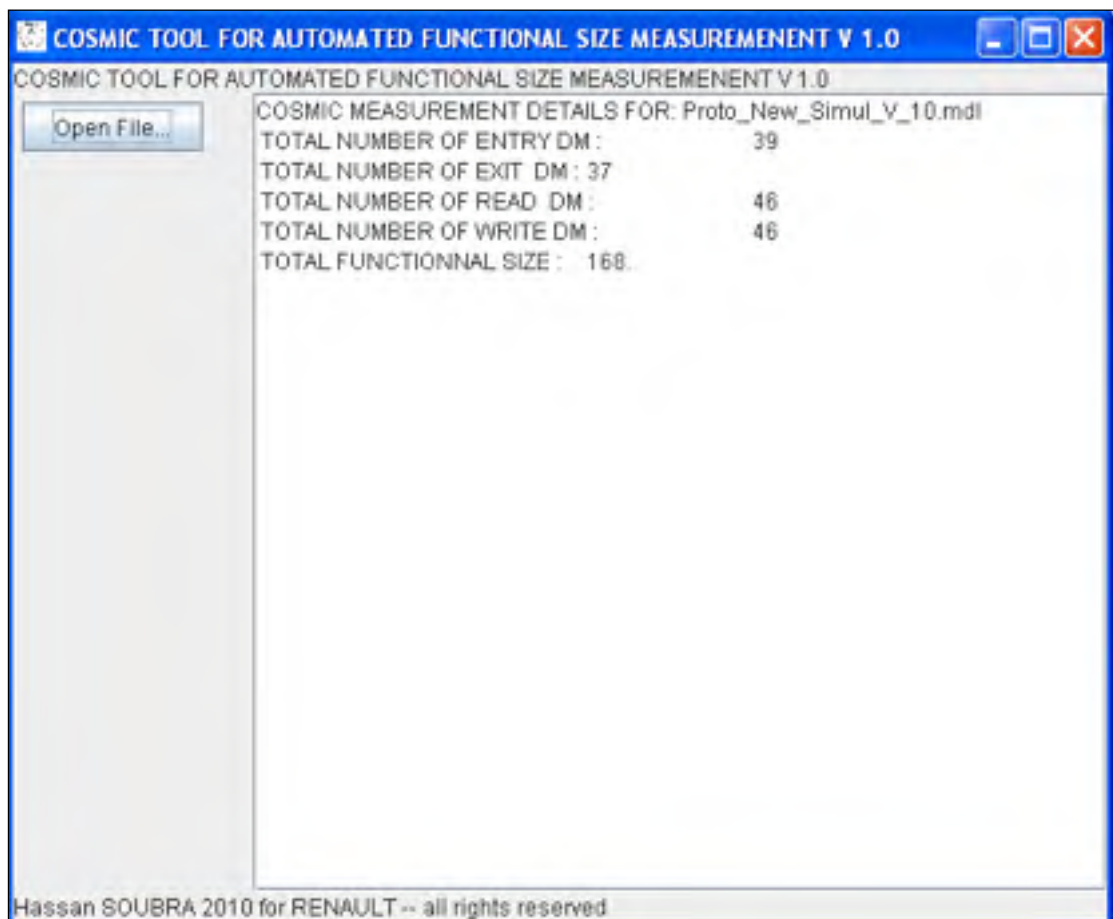 COSMIC TOOL FOR AUTOMATED FUNCTIONAL SIZE MEASUREMENENT V 1.0
COSMIC TOOL FOR AUTOMATED FUNCTIONAL SIZE MEASUREMENENT V 1.0
Open File...
COSMIC MEASUREMENT DETAILS FOR: Proto_New_Simul_V_10.mdl
TOTAL NUMBER OF ENTRY DM : 39
TOTAL NUMBER OF EXIT DM : 37
TOTAL NUMBER OF READ DM : 46
TOTAL NUMBER OF WRITE DM : 46
TOTAL FUNCTIONNAL SIZE : 168.
Hassan SOUBRA 2010 for RENAULT -- all rights reserved